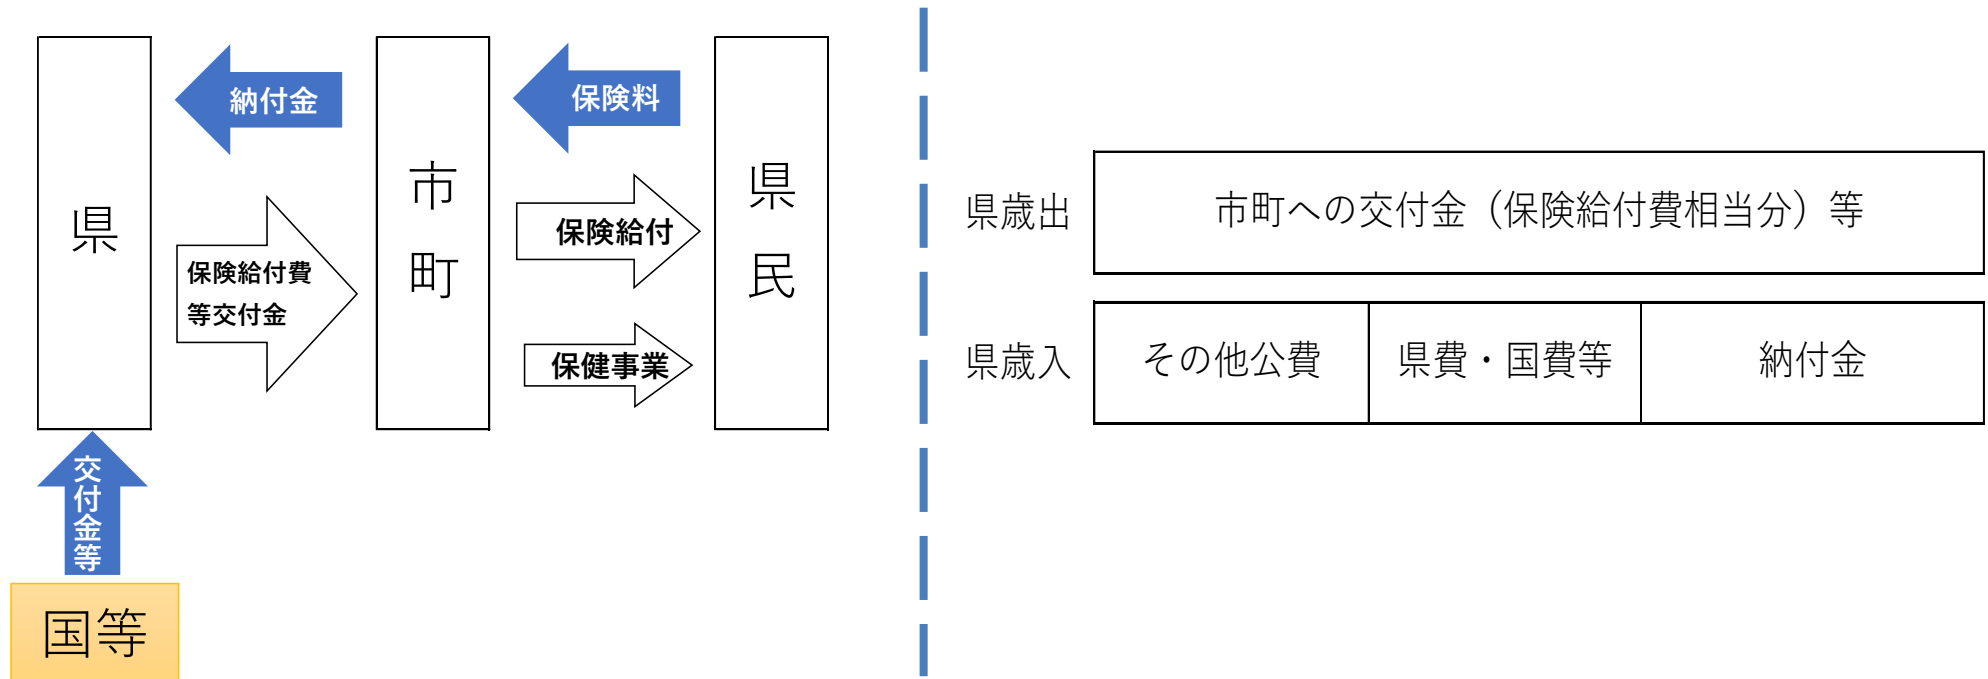 県
納付金
保険給付費
等交付金
市町
保険料
保険給付
保健事業
県民
交付金等
国等
県歳出
市町への交付金（保険給付費相当分）等
県歳入
その他公費
県費・国費等
納付金